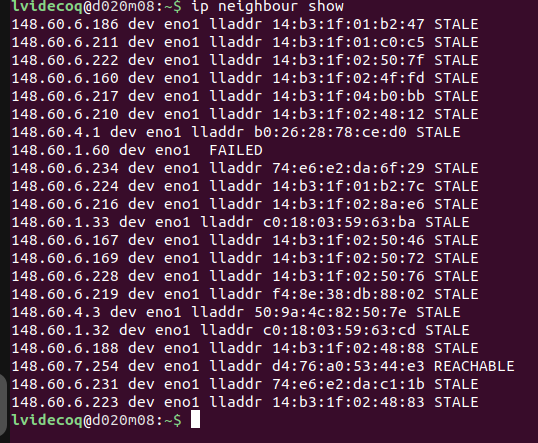 lvidecoq@d020m08:~$ ip neighbour show
148.60.6.186 dev eno1 lladdr 14:b3:1f:01:b2:47 STALE
148.60.6.211 dev eno1 lladdr 14:b3:1f:01:c0:c5 STALE
148.60.6.222 dev eno1 lladdr 14:b3:1f:02:50:7f STALE
148.60.6.160 dev eno1 lladdr 14:b3:1f:02:4f:fd STALE
148.60.6.217 dev eno1 lladdr 14:b3:1f:04:b0:bb STALE
148.60.6.210 dev eno1 lladdr 14:b3:1f:02:48:12 STALE
148.60.4.1 dev eno1 lladdr b0:26:28:78:ce:d0 STALE
148.60.1.60 dev eno1  FAILED
148.60.6.234 dev eno1 lladdr 74:e6:e2:da:6f:29 STALE
148.60.6.224 dev eno1 lladdr 14:b3:1f:01:b2:7c STALE
148.60.6.216 dev eno1 lladdr 14:b3:1f:02:8a:e6 STALE
148.60.1.33 dev eno1 lladdr c0:18:03:59:63:ba STALE
148.60.6.167 dev eno1 lladdr 14:b3:1f:02:50:46 STALE
148.60.6.169 dev eno1 lladdr 14:b3:1f:02:50:72 STALE
148.60.6.228 dev eno1 lladdr 14:b3:1f:02:50:76 STALE
148.60.6.219 dev eno1 lladdr f4:8e:38:db:88:02 STALE
148.60.4.3 dev eno1 lladdr 50:9a:4c:82:50:7e STALE
148.60.1.32 dev eno1 lladdr c0:18:03:59:63:cd STALE
148.60.6.188 dev eno1 lladdr 14:b3:1f:02:48:88 STALE
148.60.7.254 dev eno1 lladdr d4:76:a0:53:44:e3 REACHABLE
148.60.6.231 dev eno1 lladdr 74:e6:e2:da:c1:1b STALE
148.60.6.223 dev eno1 lladdr 14:b3:1f:02:48:83 STALE
lvidecoq@d020m08:~$